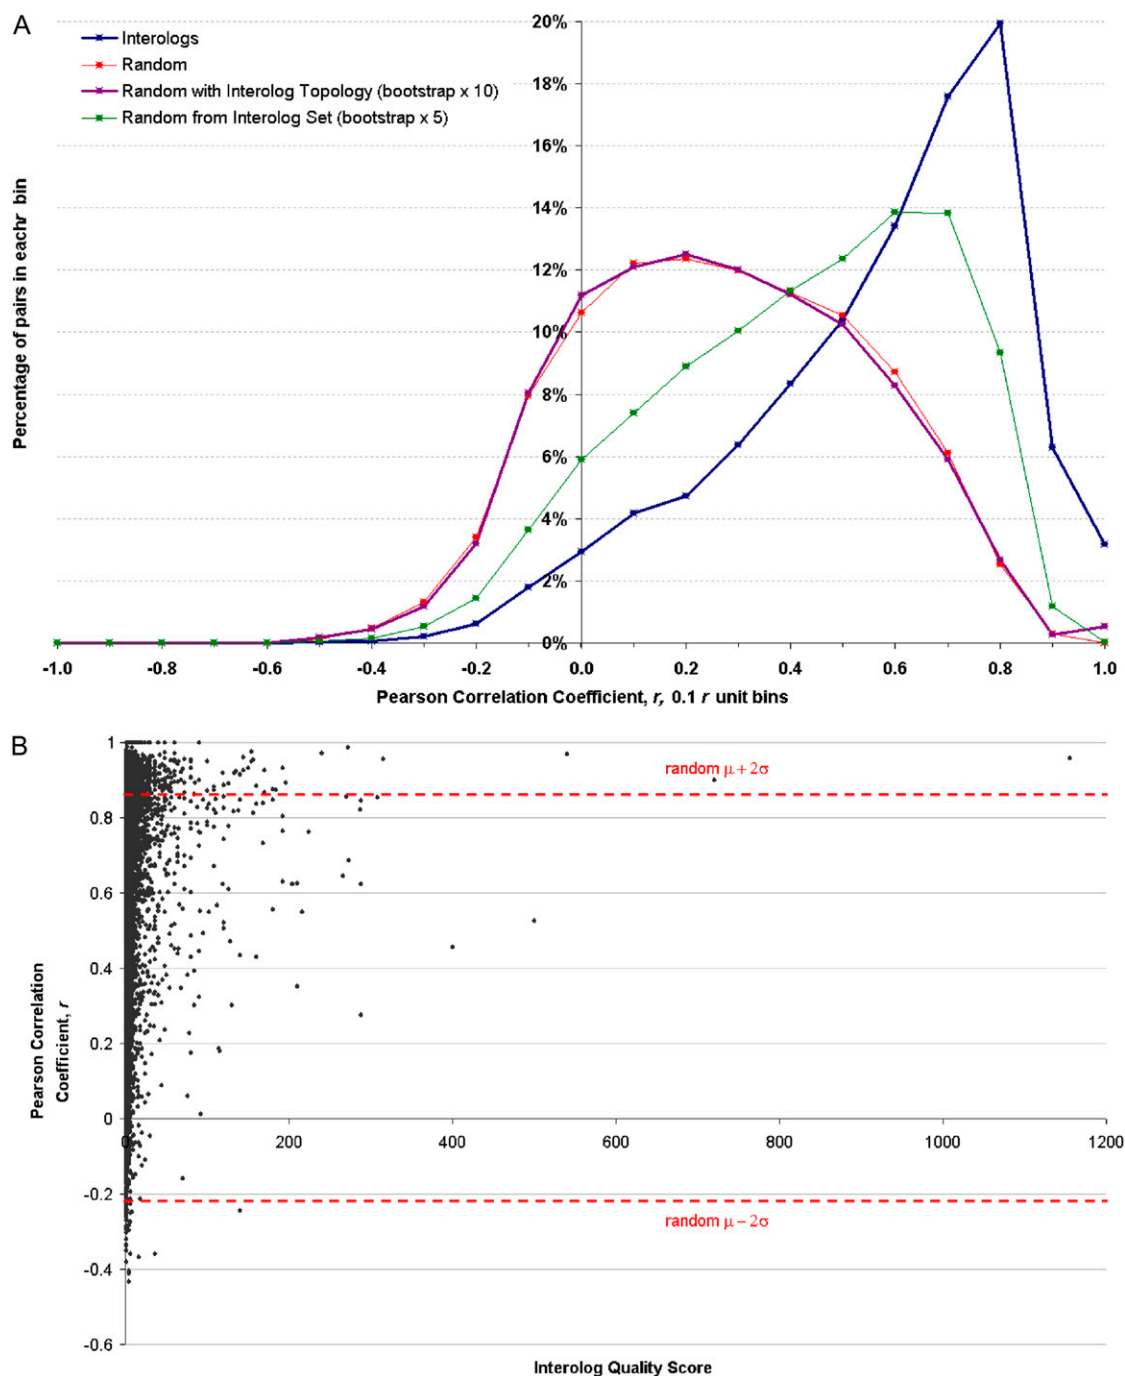 A
Interologs
Random
Random with Interolog Topology (bootstrap x 10)
Random from Interolog Set (bootstrap x 5)
20%
18%
16%
14%
12%
10%
8%
6%
4%
2%
0%
Percentage of pairs in eachr bin
-1.0 -0.8 -0.6 -0.4 -0.2 0.0 0.2 0.4 0.6 0.8 1.0
Pearson Correlation Coefficient, r, 0.1 r unit bins
B
1
0.8
0.6
0.4
0.2
0
-0.2
-0.4
-0.6
Pearson Correlation
Coefficient, r
random μ+2σ
0 200 400 600 800 1000 1200
random μ−2σ
Interolog Quality Score